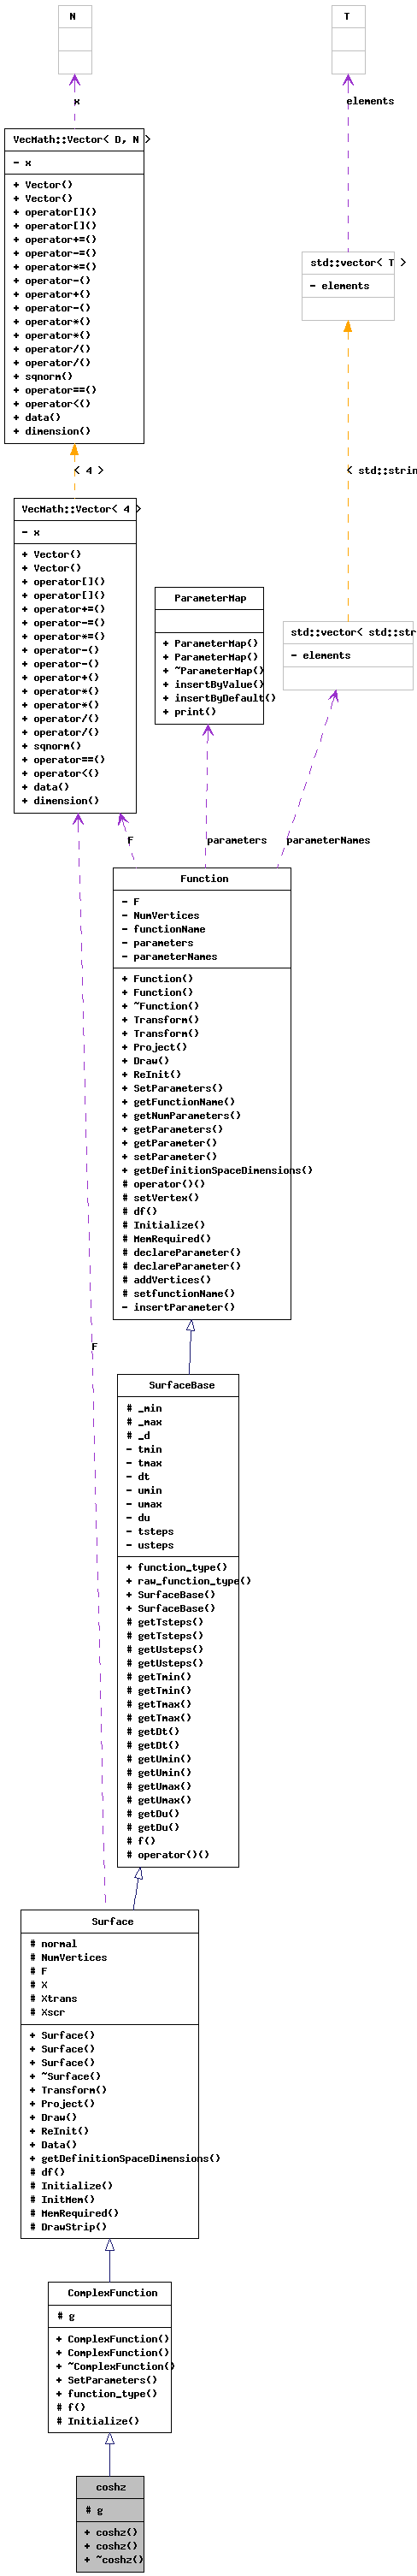 N
T
x
elements
VecMath::Vector< D, N >
- x
+ Vector()
+ Vector()
+ operator[]()
+ operator[]()
+ operator+=()
+ operator-=()
+ operator*=()
+ operator-()
+ operator+()
+ operator-()
+ operator*()
+ operator*()
+ operator/()
+ operator/()
+ sqnorm()
+ operator==()
+ operator<()
+ data()
+ dimension()
std::vector< T >
- elements
< 4 >
< std::strin
VecMath::Vector< 4 >
- x
+ Vector()
+ Vector()
+ operator[]()
+ operator[]()
+ operator+=()
+ operator-=()
+ operator*=()
+ operator-()
+ operator-()
+ operator+()
+ operator*()
+ operator*()
+ operator/()
+ operator/()
+ sqnorm()
+ operator==()
+ operator<()
+ data()
+ dimension()
ParameterMap
+ ParameterMap()
+ ParameterMap()
+ ~ParameterMap()
+ insertByValue()
+ insertByDefault()
+ print()
std::vector< std::str
- elements
F
parameters
parameterNames
Function
- F
- NumVertices
- functionName
- parameters
- parameterNames
+ Function()
+ Function()
+ ~Function()
+ Transform()
+ Transform()
+ Project()
+ Draw()
+ ReInit()
+ SetParameters()
+ getFunctionName()
+ getNumParameters()
+ getParameters()
+ getParameter()
+ setParameter()
+ getDefinitionSpaceDimensions()
# operator()()
# setVertex()
# df()
# Initialize()
# MemRequired()
# declareParameter()
# declareParameter()
# addVertices()
# setfunctionName()
- insertParameter()
F
SurfaceBase
# _min
# _max
# _d
- tmin
- tmax
- dt
- umin
- umax
- du
- tsteps
- usteps
+ function_type()
+ raw_function_type()
+ SurfaceBase()
+ SurfaceBase()
# getTsteps()
# getTsteps()
# getUsteps()
# getUsteps()
# getTmin()
# getTmin()
# getTmax()
# getTmax()
# getDt()
# getDt()
# getUmin()
# getUmin()
# getUmax()
# getUmax()
# getDu()
# getDu()
# f()
# operator()()
Surface
# normal
# NumVertices
# F
# X
# Xtrans
# Xscr
+ Surface()
+ Surface()
+ Surface()
+ ~Surface()
+ Transform()
+ Project()
+ Draw()
+ ReInit()
+ Data()
+ getDefinitionSpaceDimensions()
# df()
# Initialize()
# InitMem()
# MemRequired()
# DrawStrip()
ComplexFunction
# g
+ ComplexFunction()
+ ComplexFunction()
+ ~ComplexFunction()
+ SetParameters()
+ function_type()
# f()
# Initialize()
coshz
# g
+ coshz()
+ coshz()
+ ~coshz()